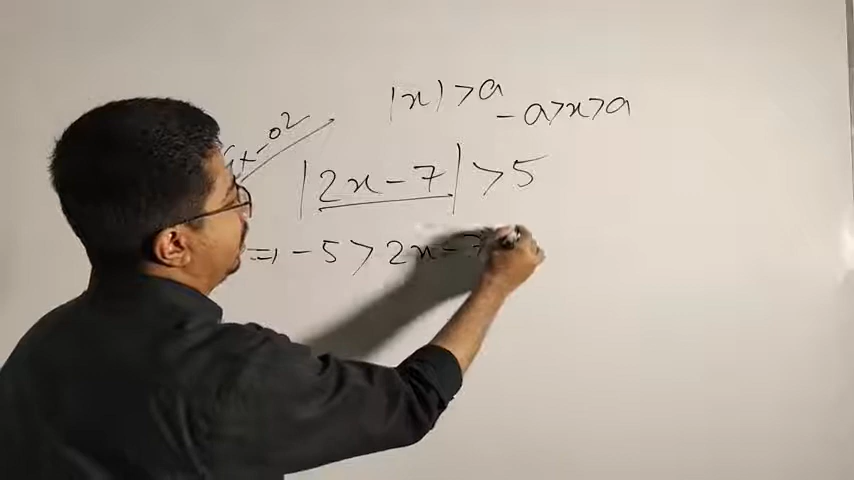 |x| > a
- a > x > a
|2x - 7| > 5
⇒ - 5 > 2x - 7